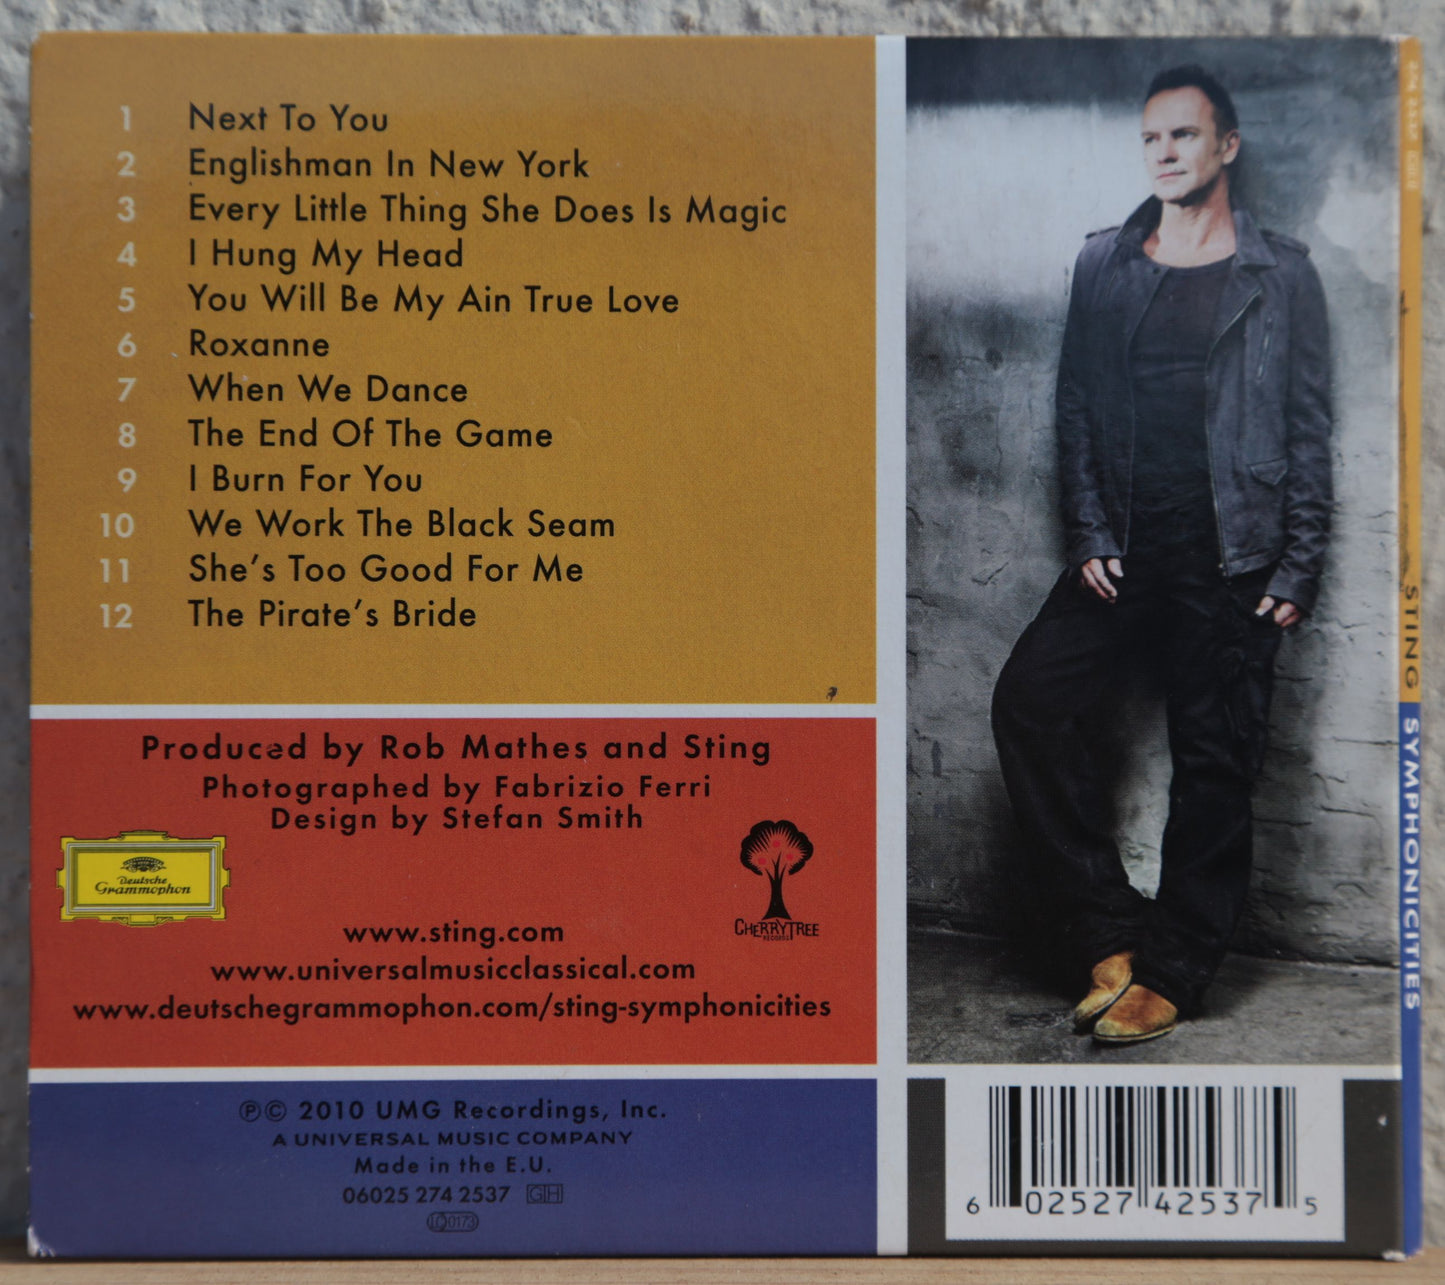 1 Next To You
2 Englishman In New York
3 Every Little Thing She Does Is Magic
4 I Hung My Head
5 You Will Be My Ain True Love
6 Roxanne
7 When We Dance
8 The End Of The Game
9 I Burn For You
10 We Work The Black Seam
11 She's Too Good For Me
12 The Pirate's Bride
Produced by Rob Mathes and Sting
Photographed by Fabrizio Ferri
Design by Stefan Smith
Deutsche
Grammophon
CHERRYTREE
RECORDS
www.sting.com
www.universalmusicclassical.com
www.deutschegrammophon.com/sting-symphonicities
℗© 2010 UMG Recordings, Inc.
A UNIVERSAL MUSIC COMPANY
Made in the E.U.
06025 274 2537 GH
LC 0173
6 02527 42537 5
274 2537
STING SYMPHONICITIES